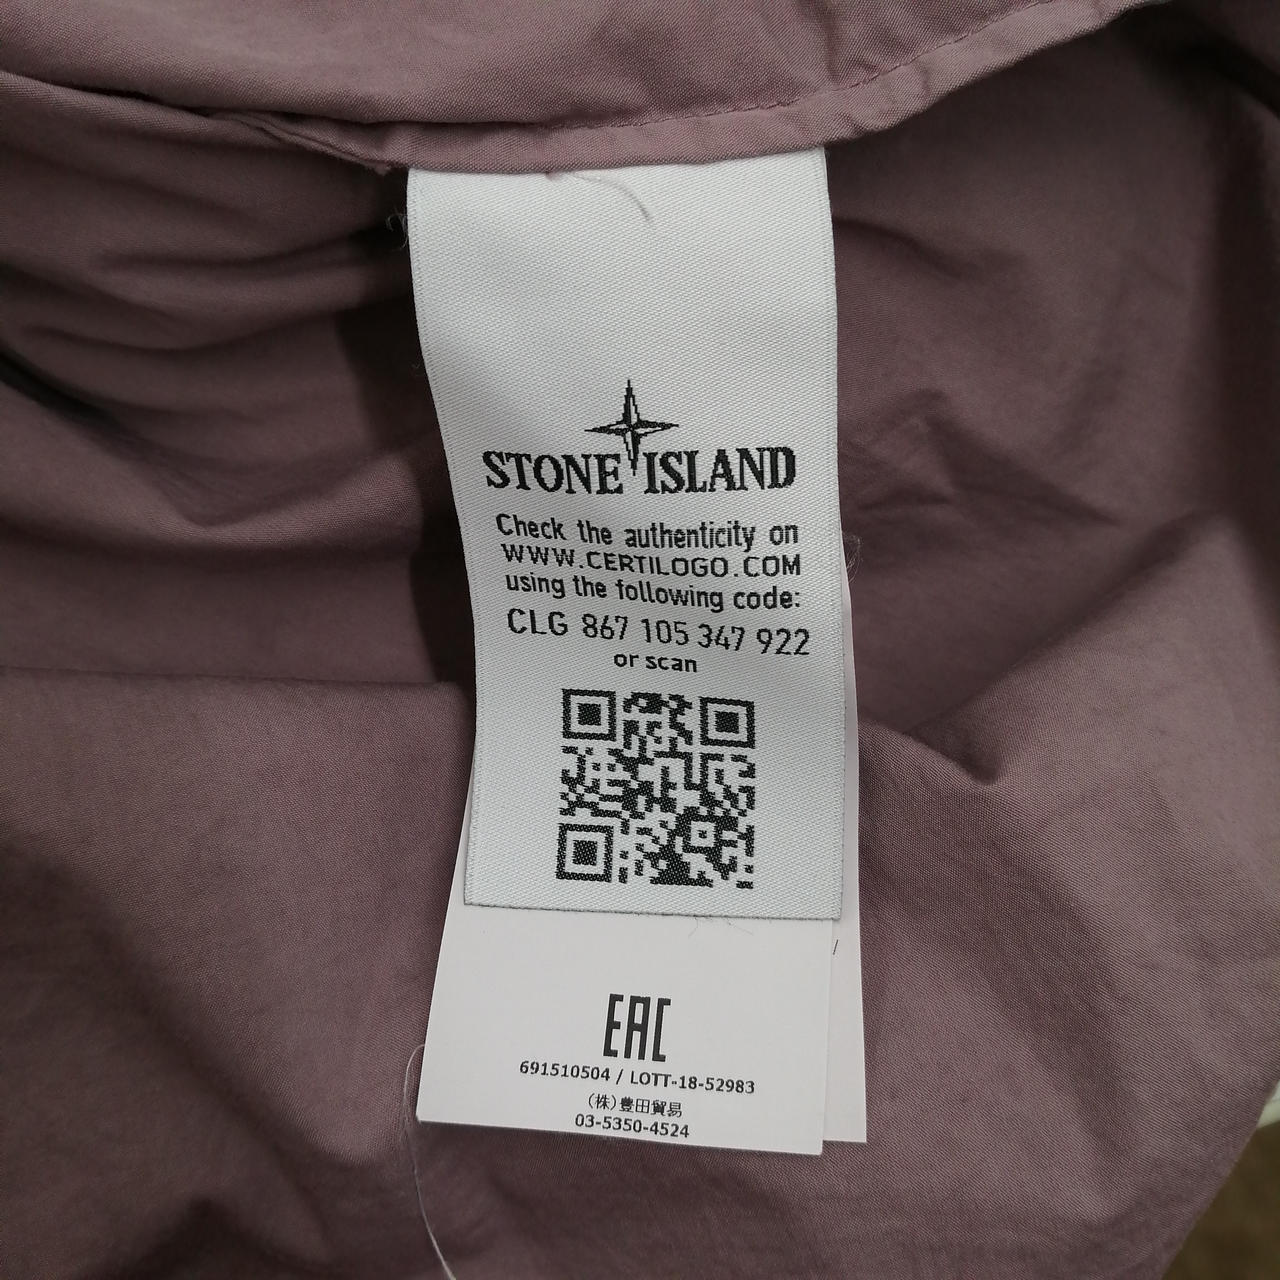 STONE ISLAND
Check the authenticity on
WWW.CERTILOGO.COM
using the following code:
CLG 867 105 347 922
or scan
EAC
691510504 / LOTT-18-52983
(株)豊田貿易
03-5350-4524